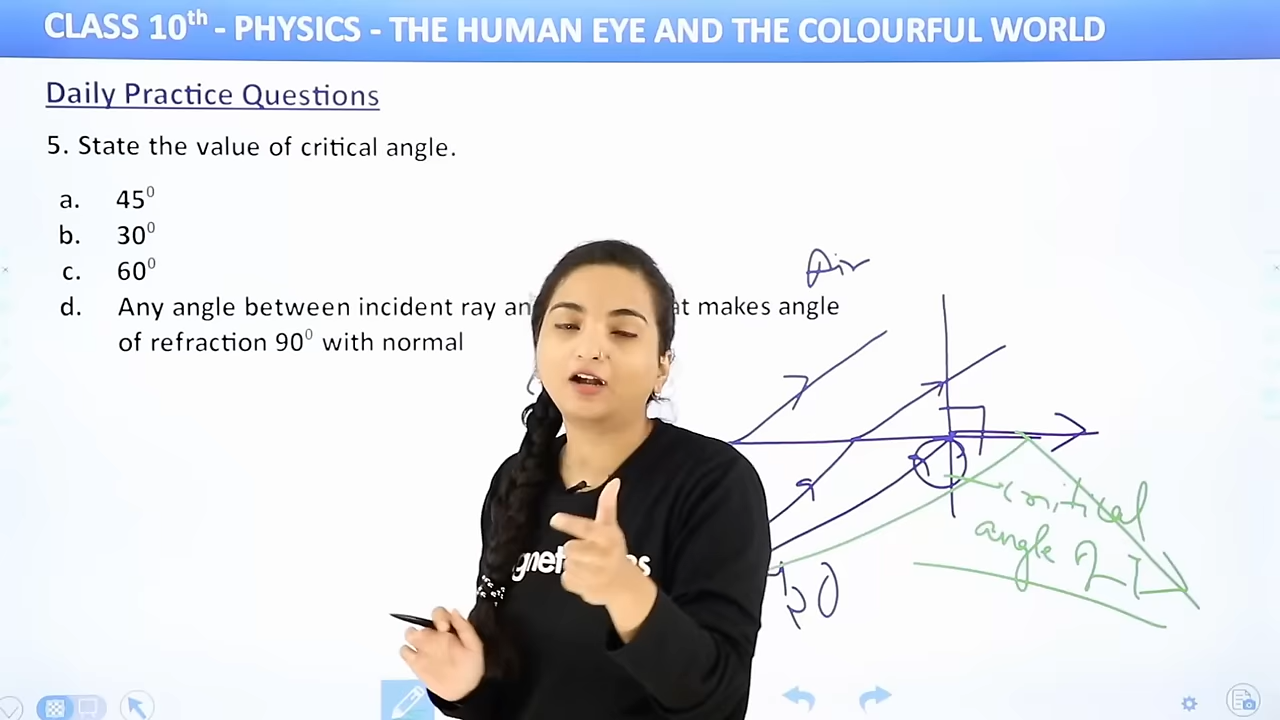 CLASS 10th - PHYSICS - THE HUMAN EYE AND THE COLOURFUL WORLD
Daily Practice Questions
5. State the value of critical angle.
a. 45⁰
b. 30⁰
c. 60⁰
d. Any angle between incident ray at makes angle
of refraction 90⁰ with normal
Air
critical
angle